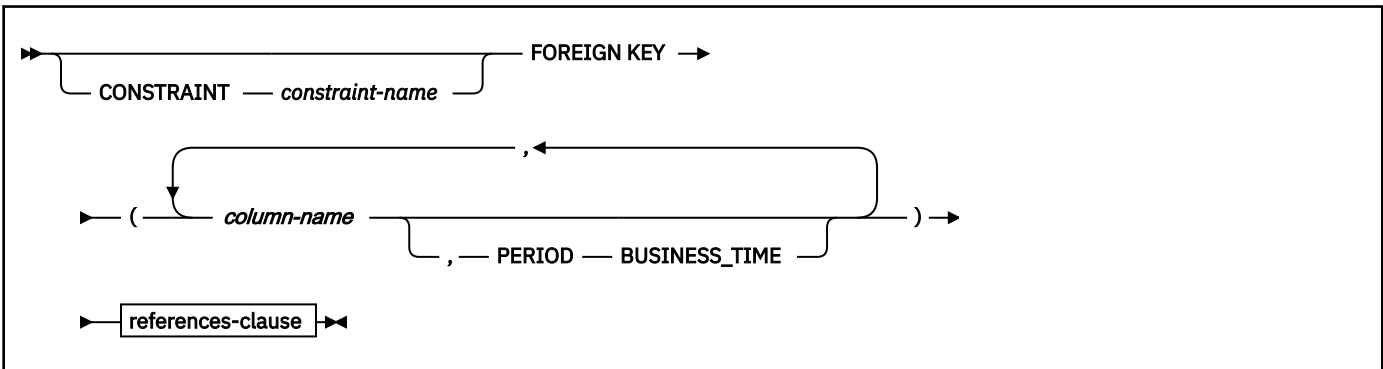 FOREIGN KEY
CONSTRAINT constraint-name
,
( column-name )
, PERIOD BUSINESS_TIME
references-clause